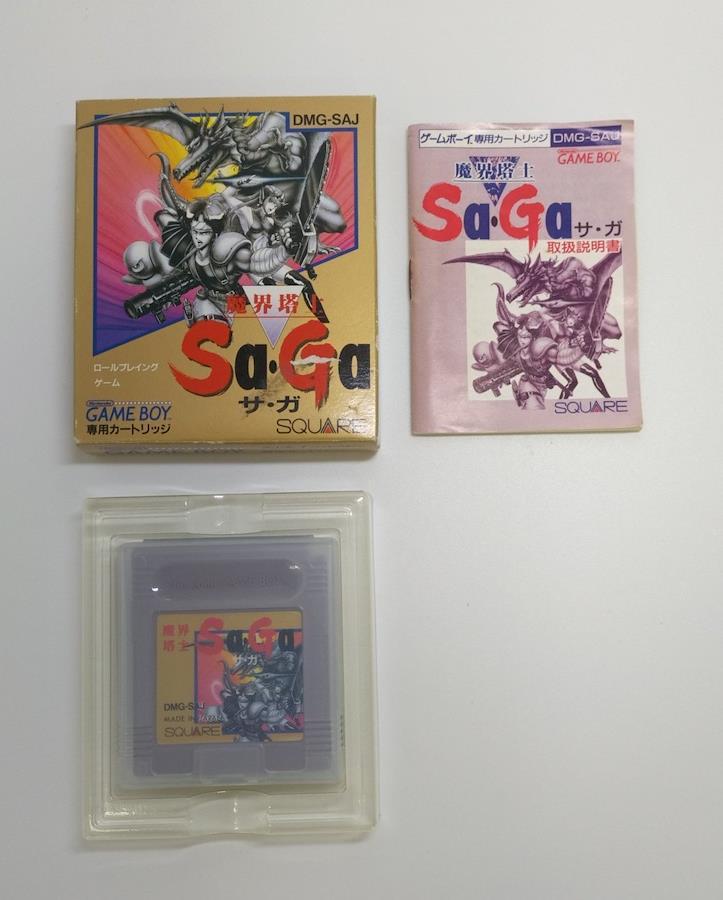 DMG-SAJ
魔界塔士
Sa・Ga
サ・ガ
ロールプレイング
ゲーム
Nintendo
GAME BOY
専用カートリッジ
SQUARE
ゲームボーイ専用カートリッジ DMG-SAJ
Nintendo
GAME BOY
魔界塔士
Sa・Ga サ・ガ
取扱説明書
SQUARE
魔界
塔士
Sa・Ga
サ・ガ
DMG-SAJ
MADE IN JAPAN
SQUARE